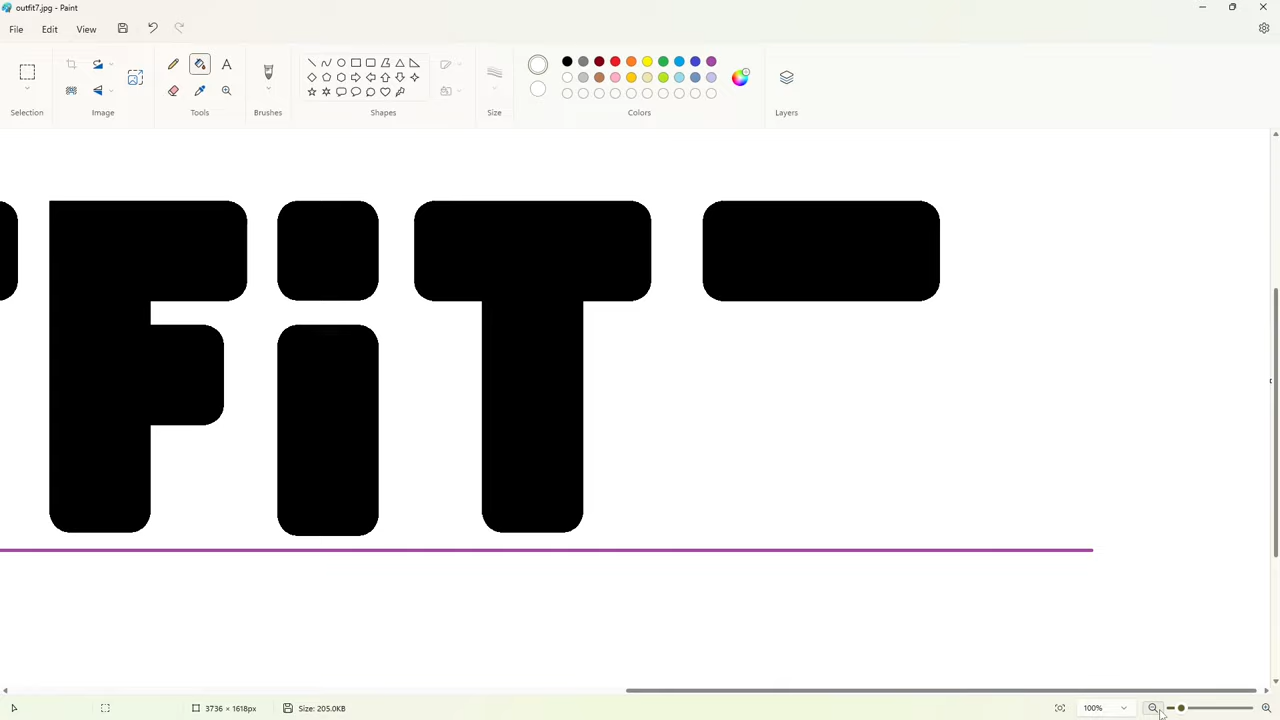 outfit7.jpg - Paint
File Edit View
Selection Image Tools Brushes Shapes Size Colors Layers
FiT
3736 × 1618px Size: 205.0KB 100%